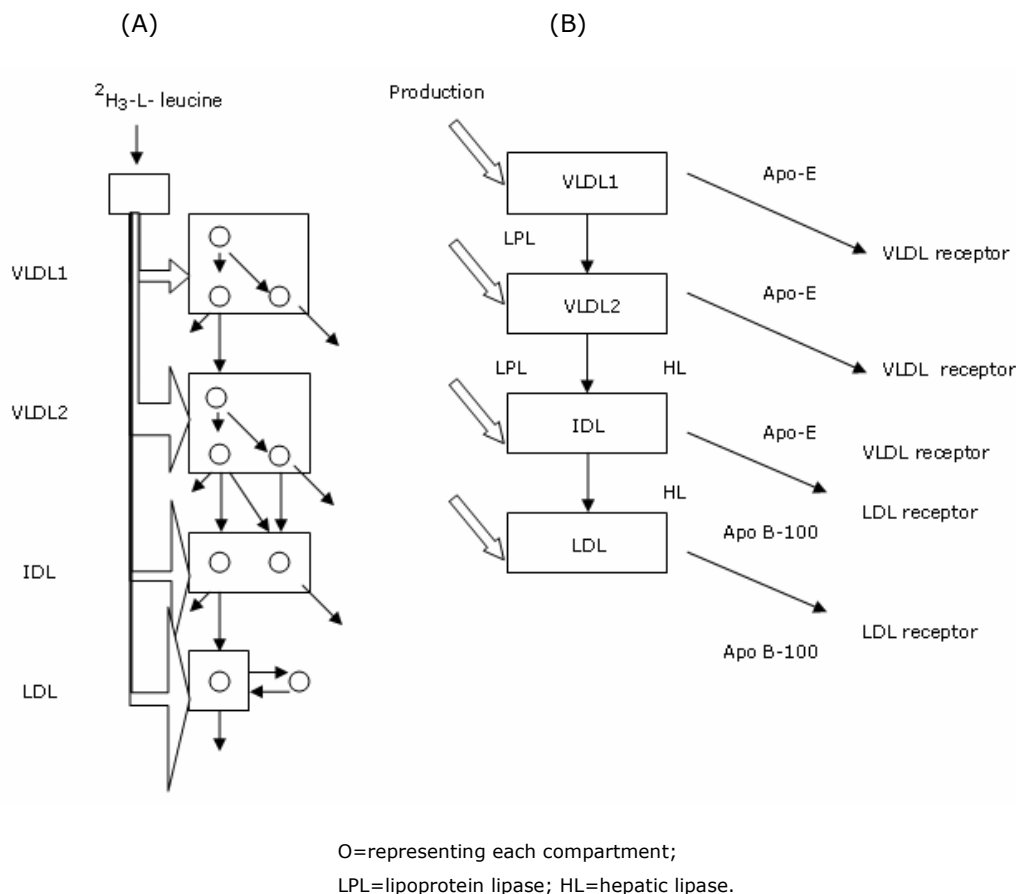 (A)
(B)
²H3-L- leucine
VLDL1
VLDL2
IDL
LDL
Production
VLDL1
Apo-E
VLDL receptor
LPL
VLDL2
Apo-E
VLDL  receptor
LPL
HL
IDL
Apo-E
VLDL receptor
LDL receptor
HL
Apo B-100
LDL
LDL receptor
Apo B-100
O=representing each compartment;
LPL=lipoprotein lipase; HL=hepatic lipase.